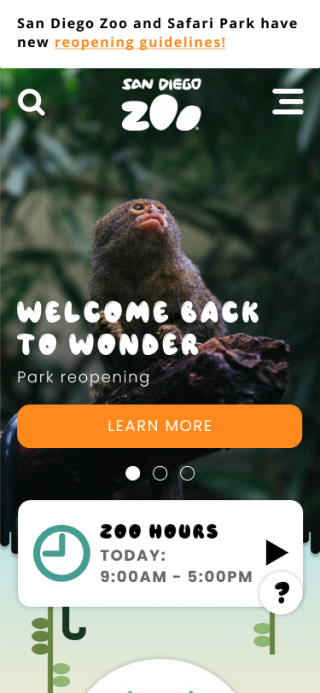 San Diego Zoo and Safari Park have
new reopening guidelines!
SAN DIEGO
ZOO
WELCOME BACK
TO WONDER
Park reopening
LEARN MORE
ZOO HOURS
TODAY:
9:00AM - 5:00PM
?